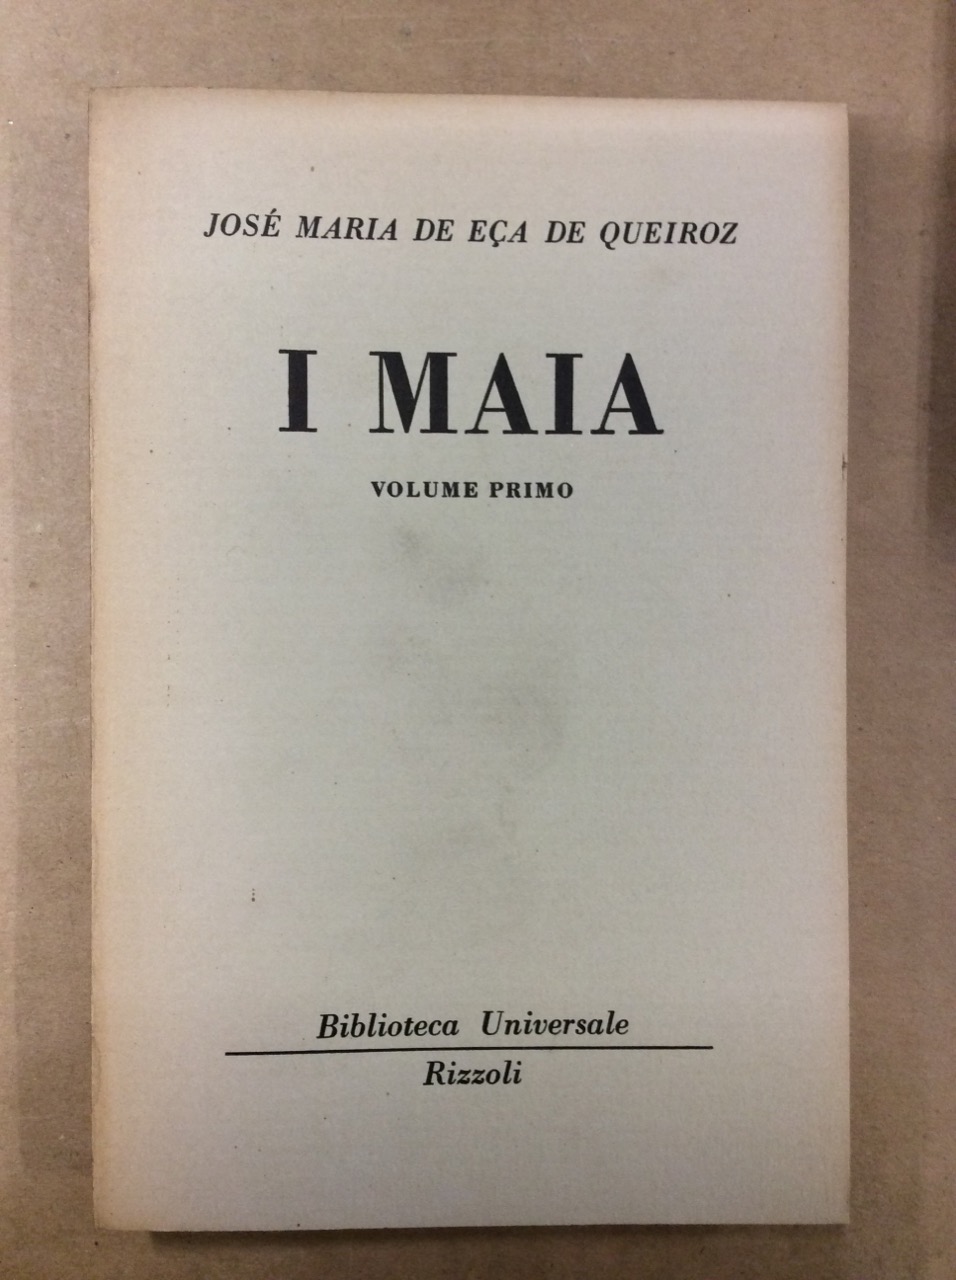 JOSÉ MARIA DE EÇA DE QUEIROZ
I MAIA
VOLUME PRIMO
Biblioteca Universale
Rizzoli